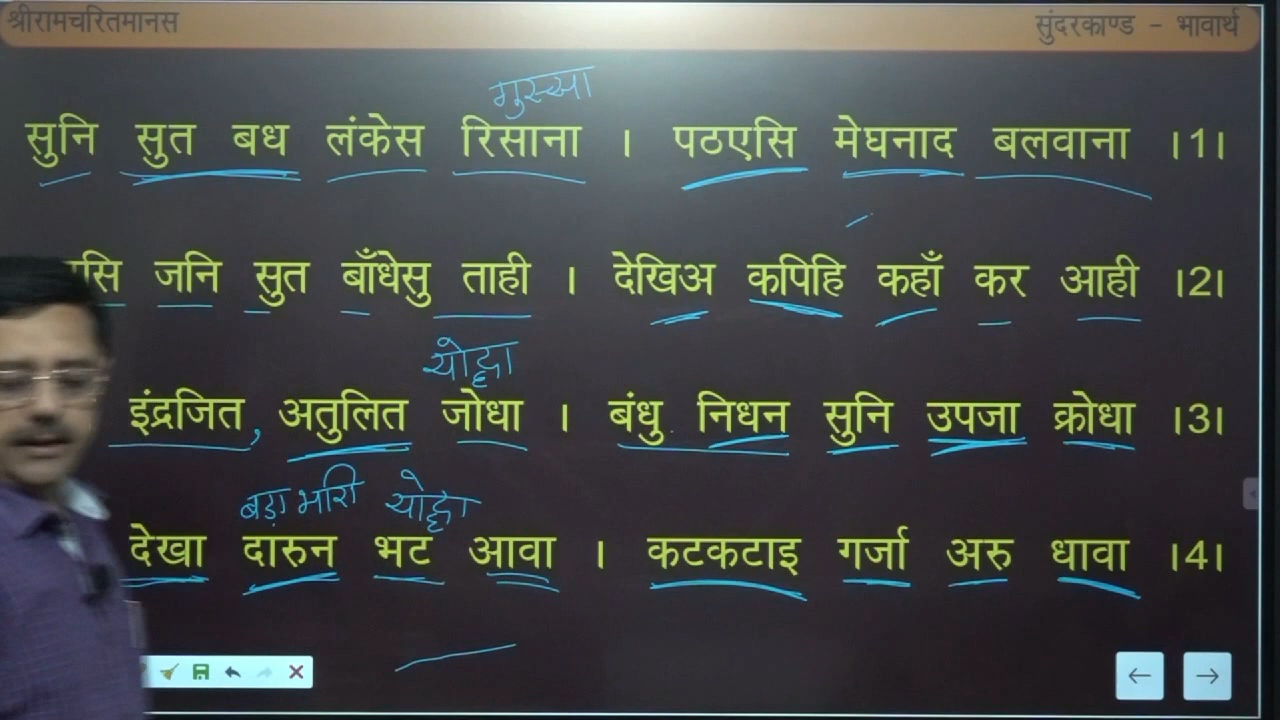 श्रीरामचरितमानस
सुंदरकाण्ड - भावार्थ
गुस्सा
सुनि सुत बध लंकेस रिसाना । पठएसि मेघनाद बलवाना ।1।
सि जनि सुत बाँधेसु ताही । देखिअ कपिहि कहाँ कर आही ।2।
योद्धा
इंद्रजित, अतुलित जोधा । बंधु निधन सुनि उपजा क्रोधा ।3।
बड़ा भारी योद्धा
देखा दारुन भट आवा । कटकटाइ गर्जा अरु धावा ।4।